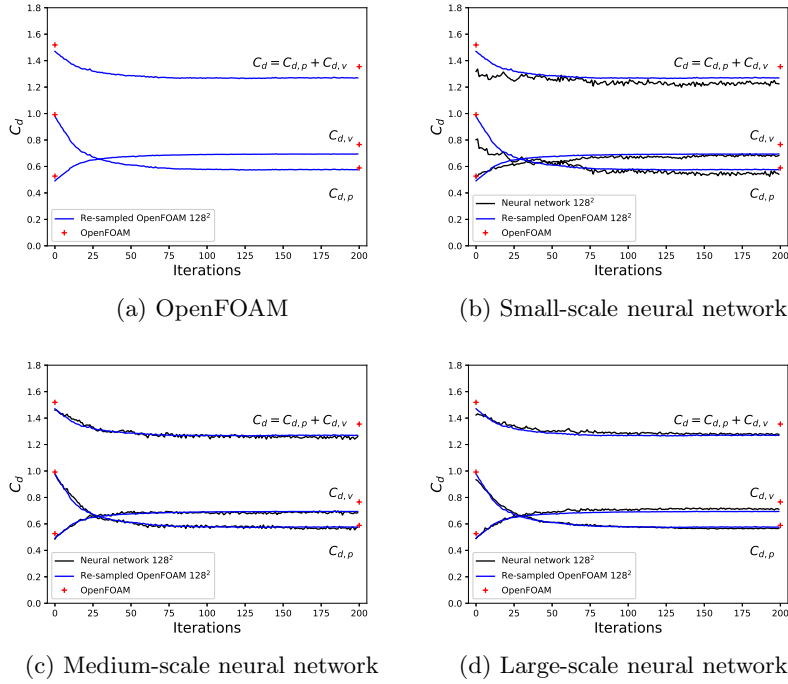 1.8
1.6
1.4
1.2
1.0
0.8
0.6
0.4
0.2
0.0
C_d
C_d = C_{d,p} + C_{d,v}
C_{d,v}
C_{d,p}
Re-sampled OpenFOAM 128²
OpenFOAM
0 25 50 75 100 125 150 175 200
Iterations
(a) OpenFOAM
1.8
1.6
1.4
1.2
1.0
0.8
0.6
0.4
0.2
0.0
C_d
C_d = C_{d,p} + C_{d,v}
C_{d,v}
C_{d,p}
Neural network 128²
Re-sampled OpenFOAM 128²
OpenFOAM
0 25 50 75 100 125 150 175 200
Iterations
(b) Small-scale neural network
1.8
1.6
1.4
1.2
1.0
0.8
0.6
0.4
0.2
0.0
C_d
C_d = C_{d,p} + C_{d,v}
C_{d,v}
C_{d,p}
Neural network 128²
Re-sampled OpenFOAM 128²
OpenFOAM
0 25 50 75 100 125 150 175 200
Iterations
(c) Medium-scale neural network
1.8
1.6
1.4
1.2
1.0
0.8
0.6
0.4
0.2
0.0
C_d
C_d = C_{d,p} + C_{d,v}
C_{d,v}
C_{d,p}
Neural network 128²
Re-sampled OpenFOAM 128²
OpenFOAM
0 25 50 75 100 125 150 175 200
Iterations
(d) Large-scale neural network